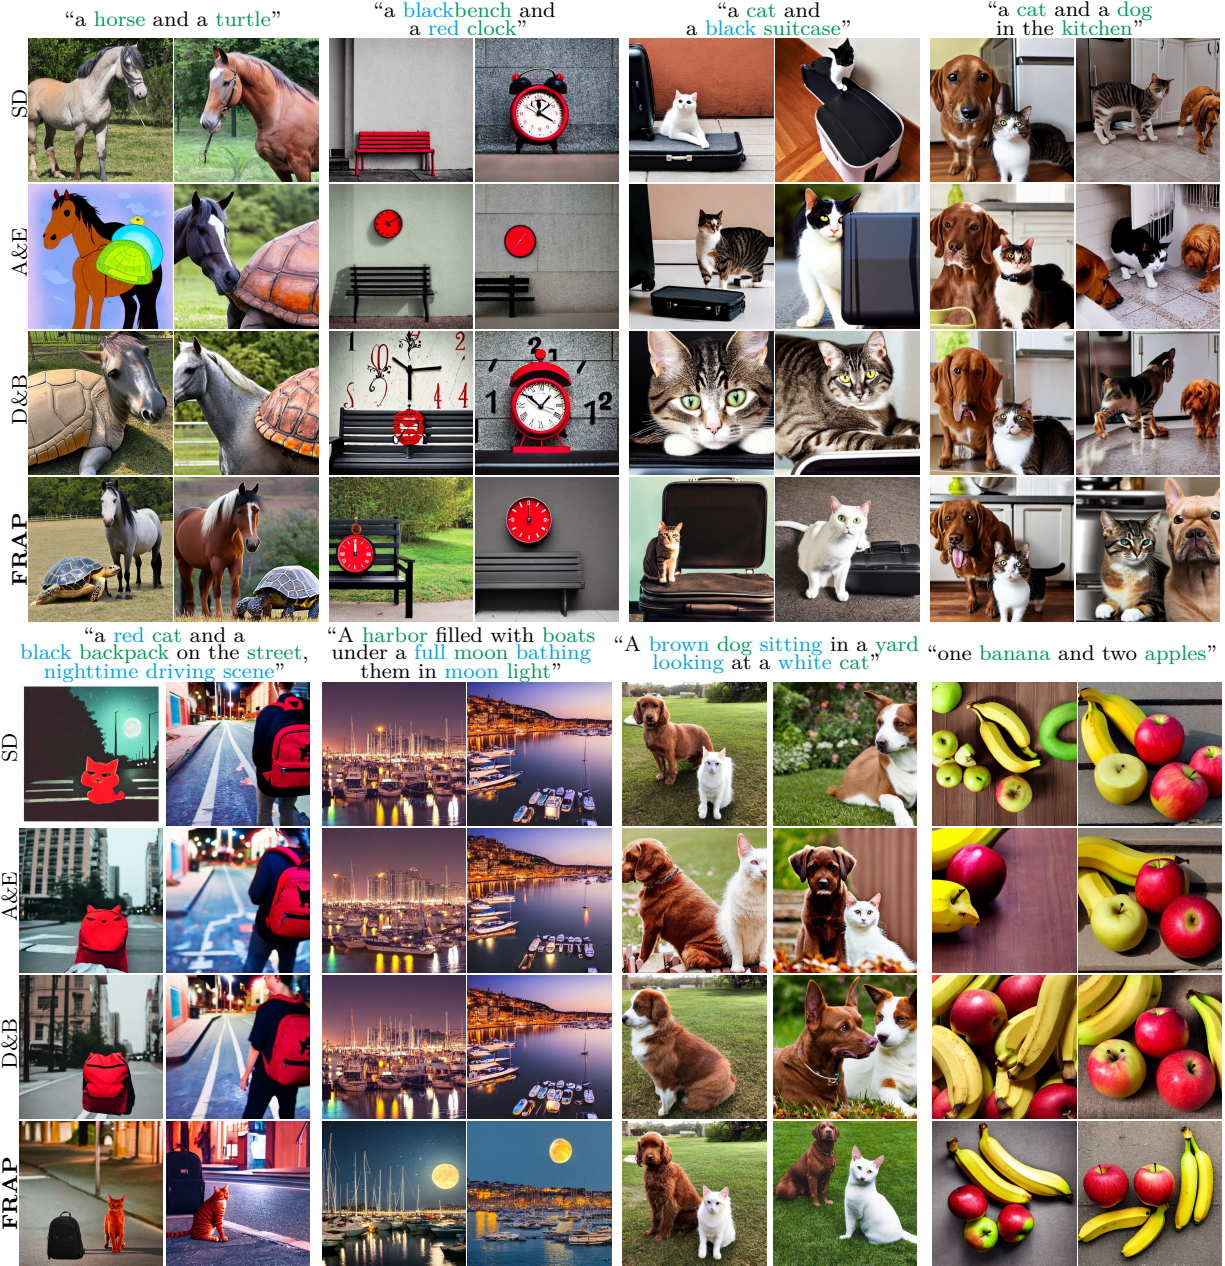 “a horse and a turtle”
“a blackbench and
a red clock”
“a cat and
a black suitcase”
“a cat and a dog
in the kitchen”
SD
A&E
D&B
FRAP
“a red cat and a
black backpack on the street,
nighttime driving scene”
“A harbor filled with boats
under a full moon bathing
them in moon light”
“A brown dog sitting in a yard
looking at a white cat”
“one banana and two apples”
SD
A&E
D&B
FRAP